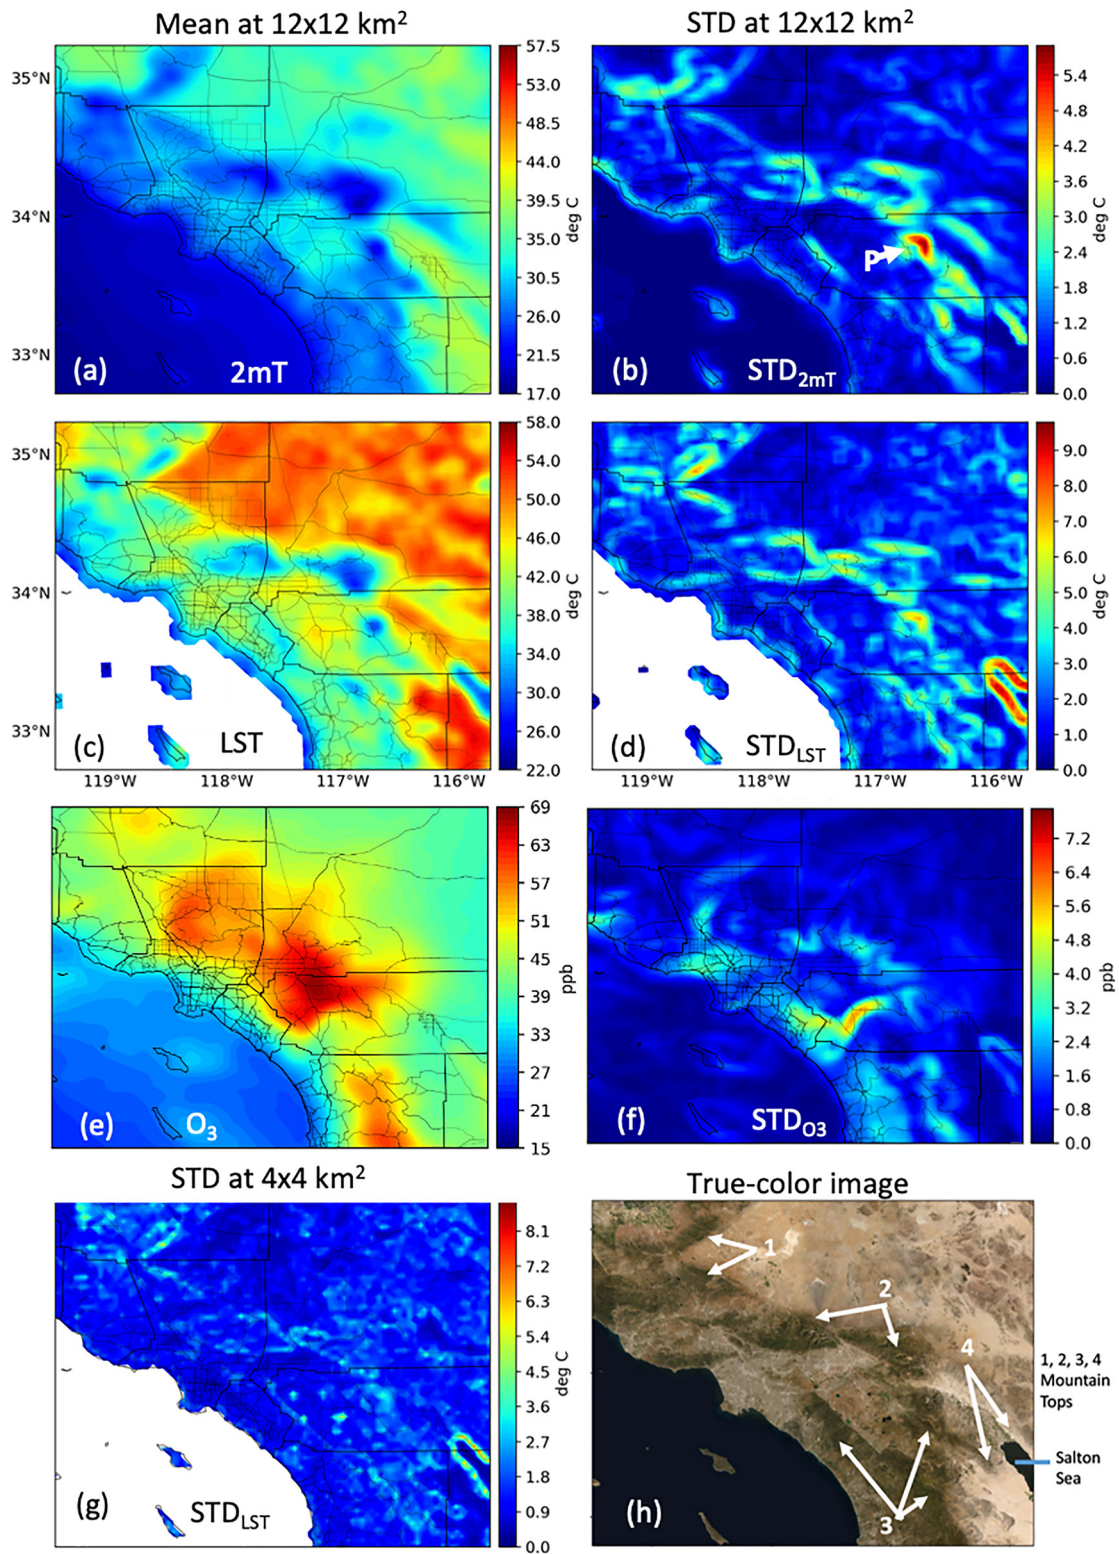 Mean at 12x12 km²
STD at 12x12 km²
35°N
34°N
33°N
57.5
53.0
48.5
44.0
39.5
35.0
30.5
26.0
21.5
17.0
deg C
(a)
2mT
P
5.4
4.8
4.2
3.6
3.0
2.4
1.8
1.2
0.6
0.0
deg C
(b)
STD2mT
35°N
34°N
33°N
58.0
54.0
50.0
46.0
42.0
38.0
34.0
30.0
26.0
22.0
deg C
(c)
LST
119°W
118°W
117°W
116°W
9.0
8.0
7.0
6.0
5.0
4.0
3.0
2.0
1.0
0.0
deg C
(d)
STDLST
119°W
118°W
117°W
116°W
69
63
57
51
45
39
33
27
21
15
ppb
(e)
O3
7.2
6.4
5.6
4.8
4.0
3.2
2.4
1.6
0.8
0.0
ppb
(f)
STDO3
STD at 4x4 km²
8.1
7.2
6.3
5.4
4.5
3.6
2.7
1.8
0.9
0.0
deg C
(g)
STDLST
True-color image
1
2
4
3
1, 2, 3, 4
Mountain
Tops
Salton
Sea
(h)